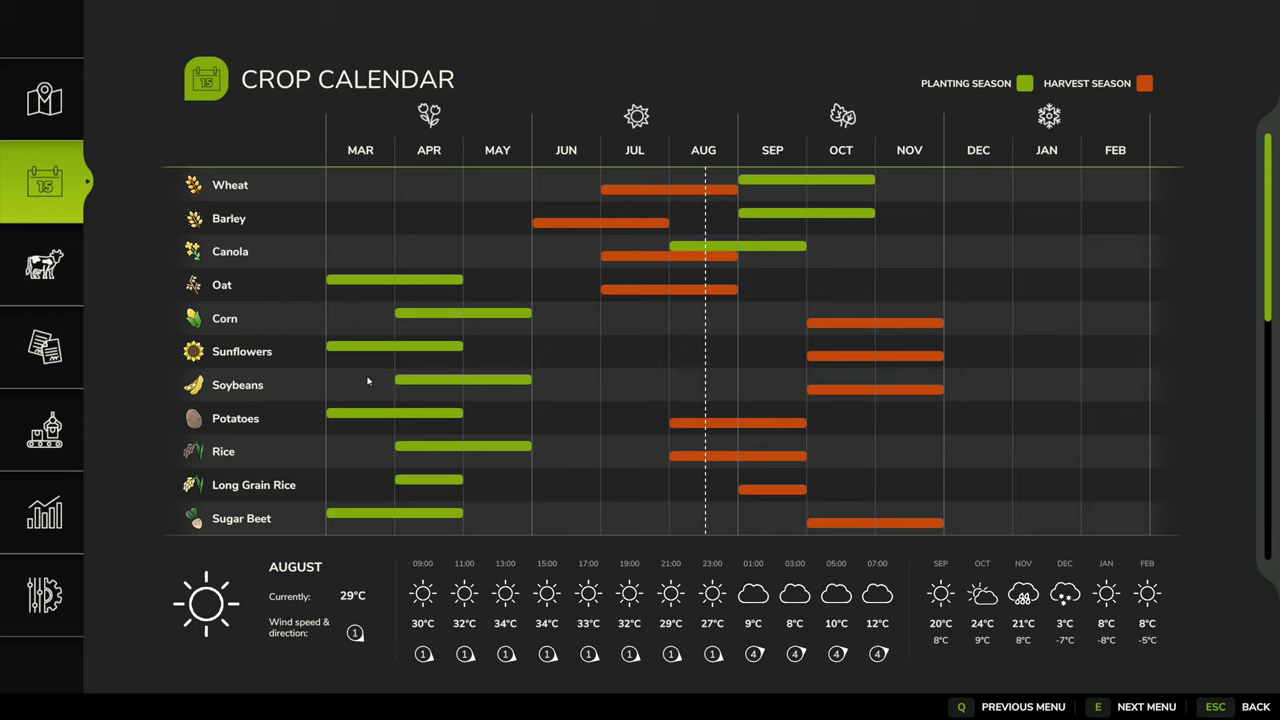 15 CROP CALENDAR
PLANTING SEASON HARVEST SEASON
MAR APR MAY JUN JUL AUG SEP OCT NOV DEC JAN FEB
15
Wheat
Barley
Canola
Oat
Corn
Sunflowers
Soybeans
Potatoes
Rice
Long Grain Rice
Sugar Beet
AUGUST
Currently: 29°C
Wind speed & direction: 1
09:00 11:00 13:00 15:00 17:00 19:00 21:00 23:00 01:00 03:00 05:00 07:00
30°C 32°C 34°C 34°C 33°C 32°C 29°C 27°C 9°C 8°C 10°C 12°C
1 1 1 1 1 1 1 1 4 4 4 4
SEP OCT NOV DEC JAN FEB
20°C 24°C 21°C 3°C 8°C 8°C
8°C 9°C 8°C -7°C -8°C -5°C
Q PREVIOUS MENU E NEXT MENU ESC BACK